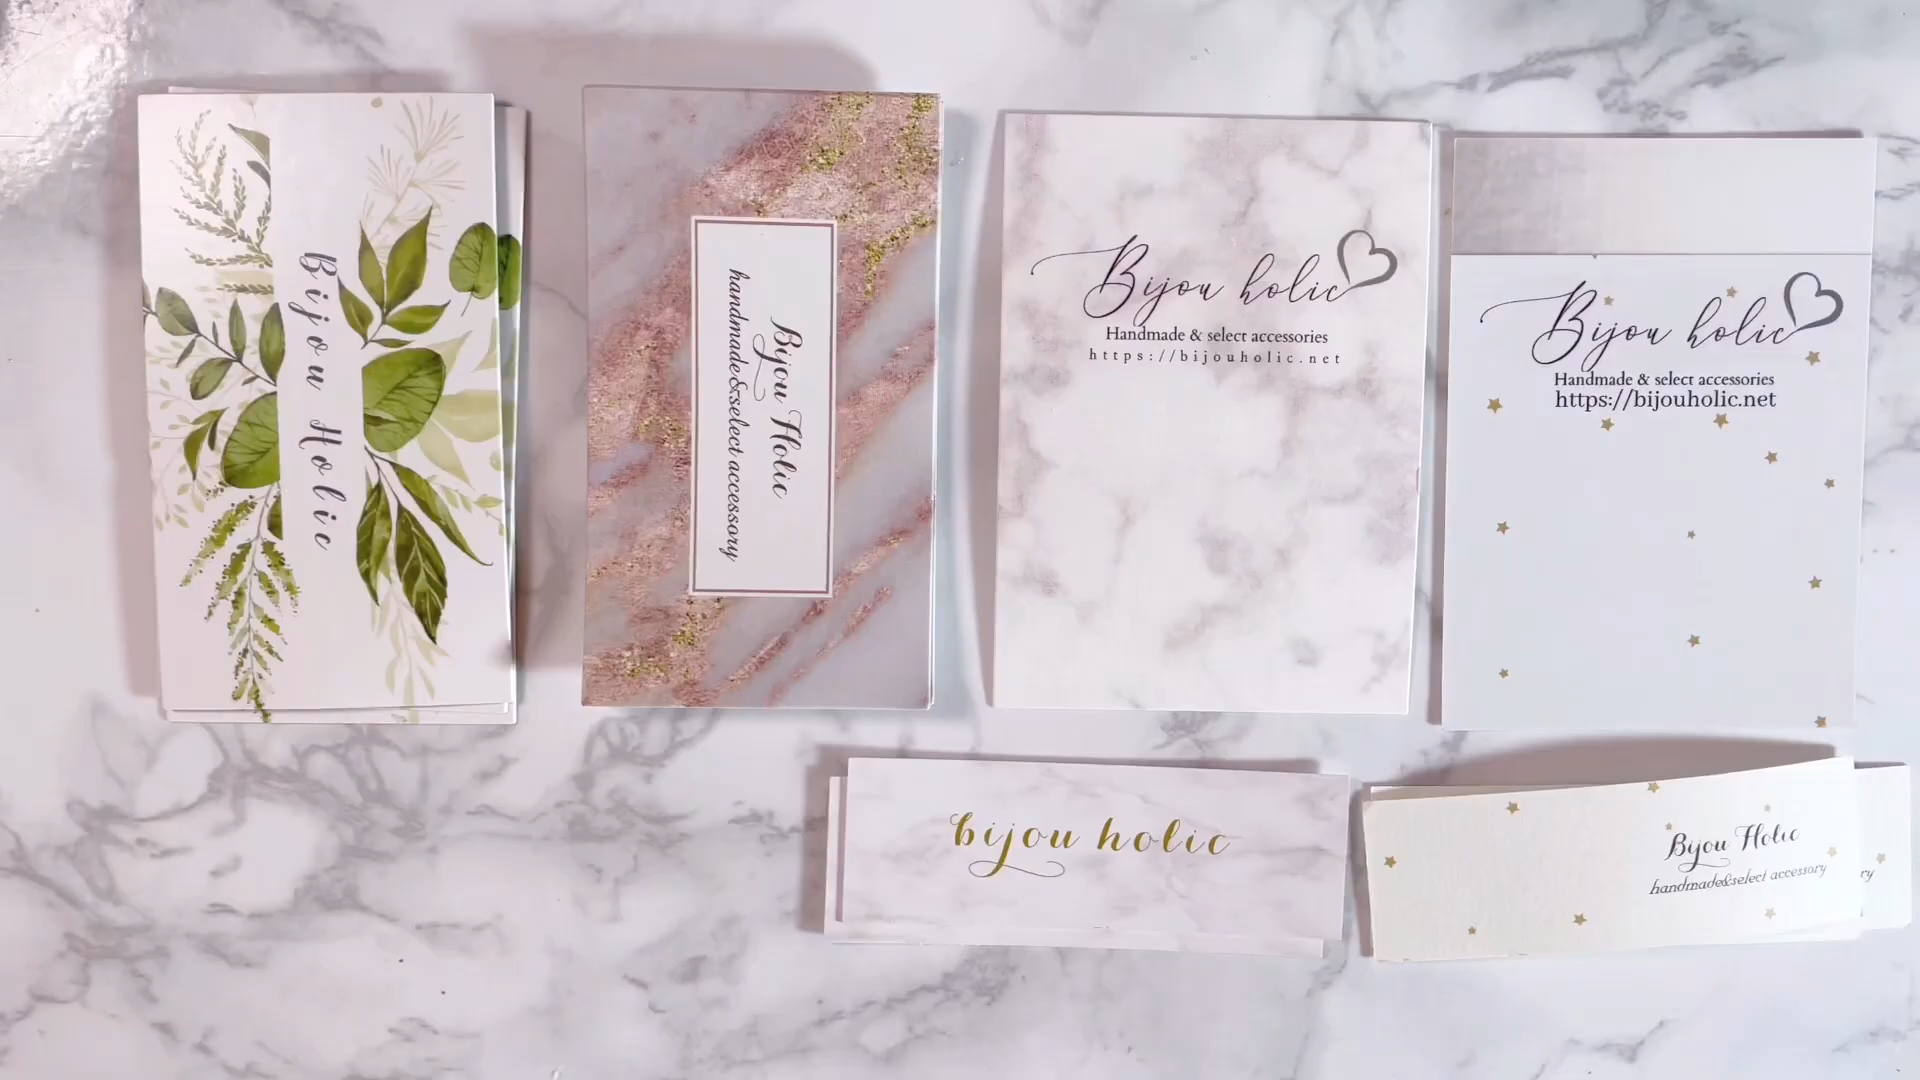 Bijou Holic
Bijou Holic
handmade&select accessory
Bijou holic
Handmade & select accessories
https://bijouholic.net
Bijou holic
Handmade & select accessories
https://bijouholic.net
bijou holic
Bijou Holic
handmade&select accessory
ry